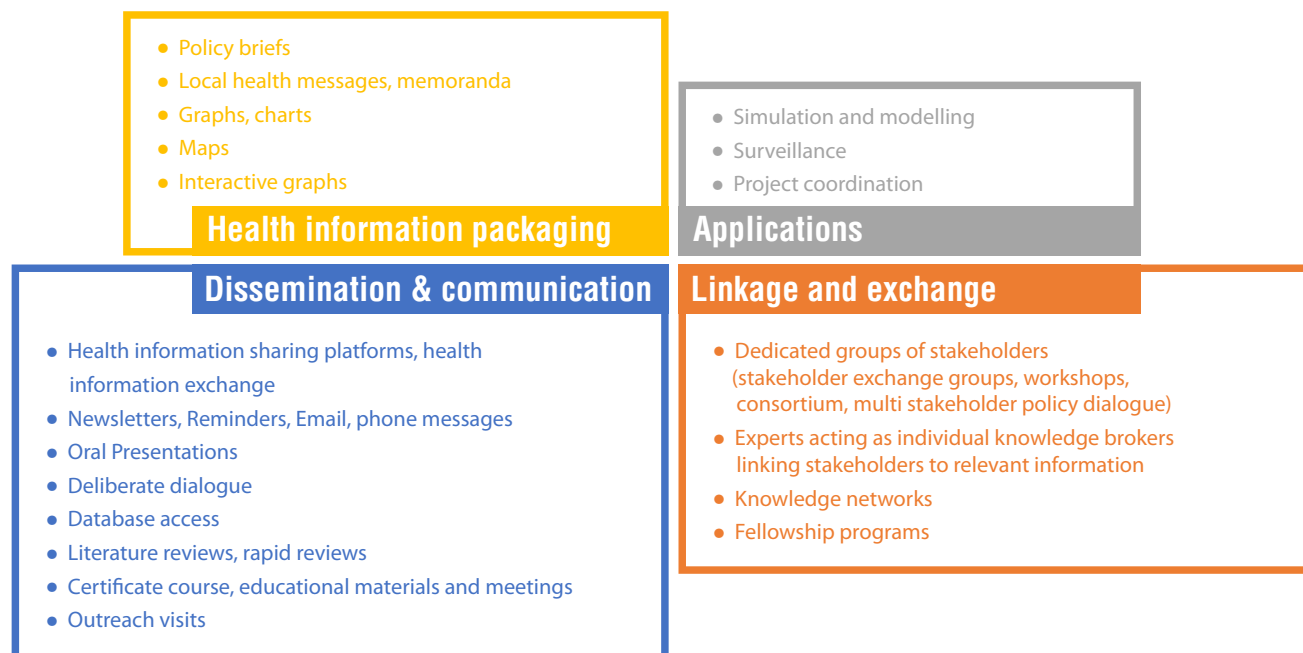 • Policy briefs
• Local health messages, memoranda
• Graphs, charts
• Maps
• Interactive graphs
Health information packaging
• Simulation and modelling
• Surveillance
• Project coordination
Applications
Dissemination & communication
• Health information sharing platforms, health
information exchange
• Newsletters, Reminders, Email, phone messages
• Oral Presentations
• Deliberate dialogue
• Database access
• Literature reviews, rapid reviews
• Certificate course, educational materials and meetings
• Outreach visits
Linkage and exchange
• Dedicated groups of stakeholders
(stakeholder exchange groups, workshops,
consortium, multi stakeholder policy dialogue)
• Experts acting as individual knowledge brokers
linking stakeholders to relevant information
• Knowledge networks
• Fellowship programs